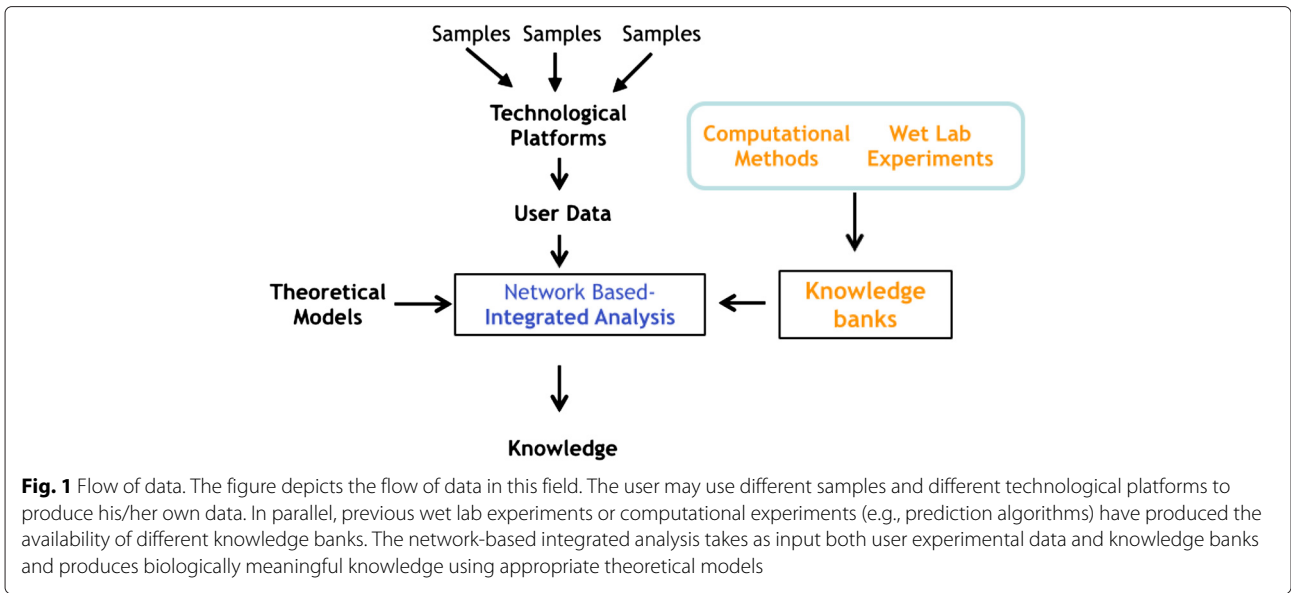 Samples Samples Samples
Technological
Platforms
Computational
Methods
Wet Lab
Experiments
User Data
Theoretical
Models
Network Based-
Integrated Analysis
Knowledge
banks
Knowledge
Fig. 1 Flow of data. The figure depicts the flow of data in this field. The user may use different samples and different technological platforms to
produce his/her own data. In parallel, previous wet lab experiments or computational experiments (e.g., prediction algorithms) have produced the
availability of different knowledge banks. The network-based integrated analysis takes as input both user experimental data and knowledge banks
and produces biologically meaningful knowledge using appropriate theoretical models